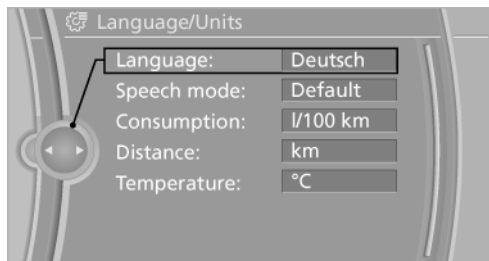 Language/Units
Language: Deutsch
Speech mode: Default
Consumption: l/100 km
Distance: km
Temperature: °C